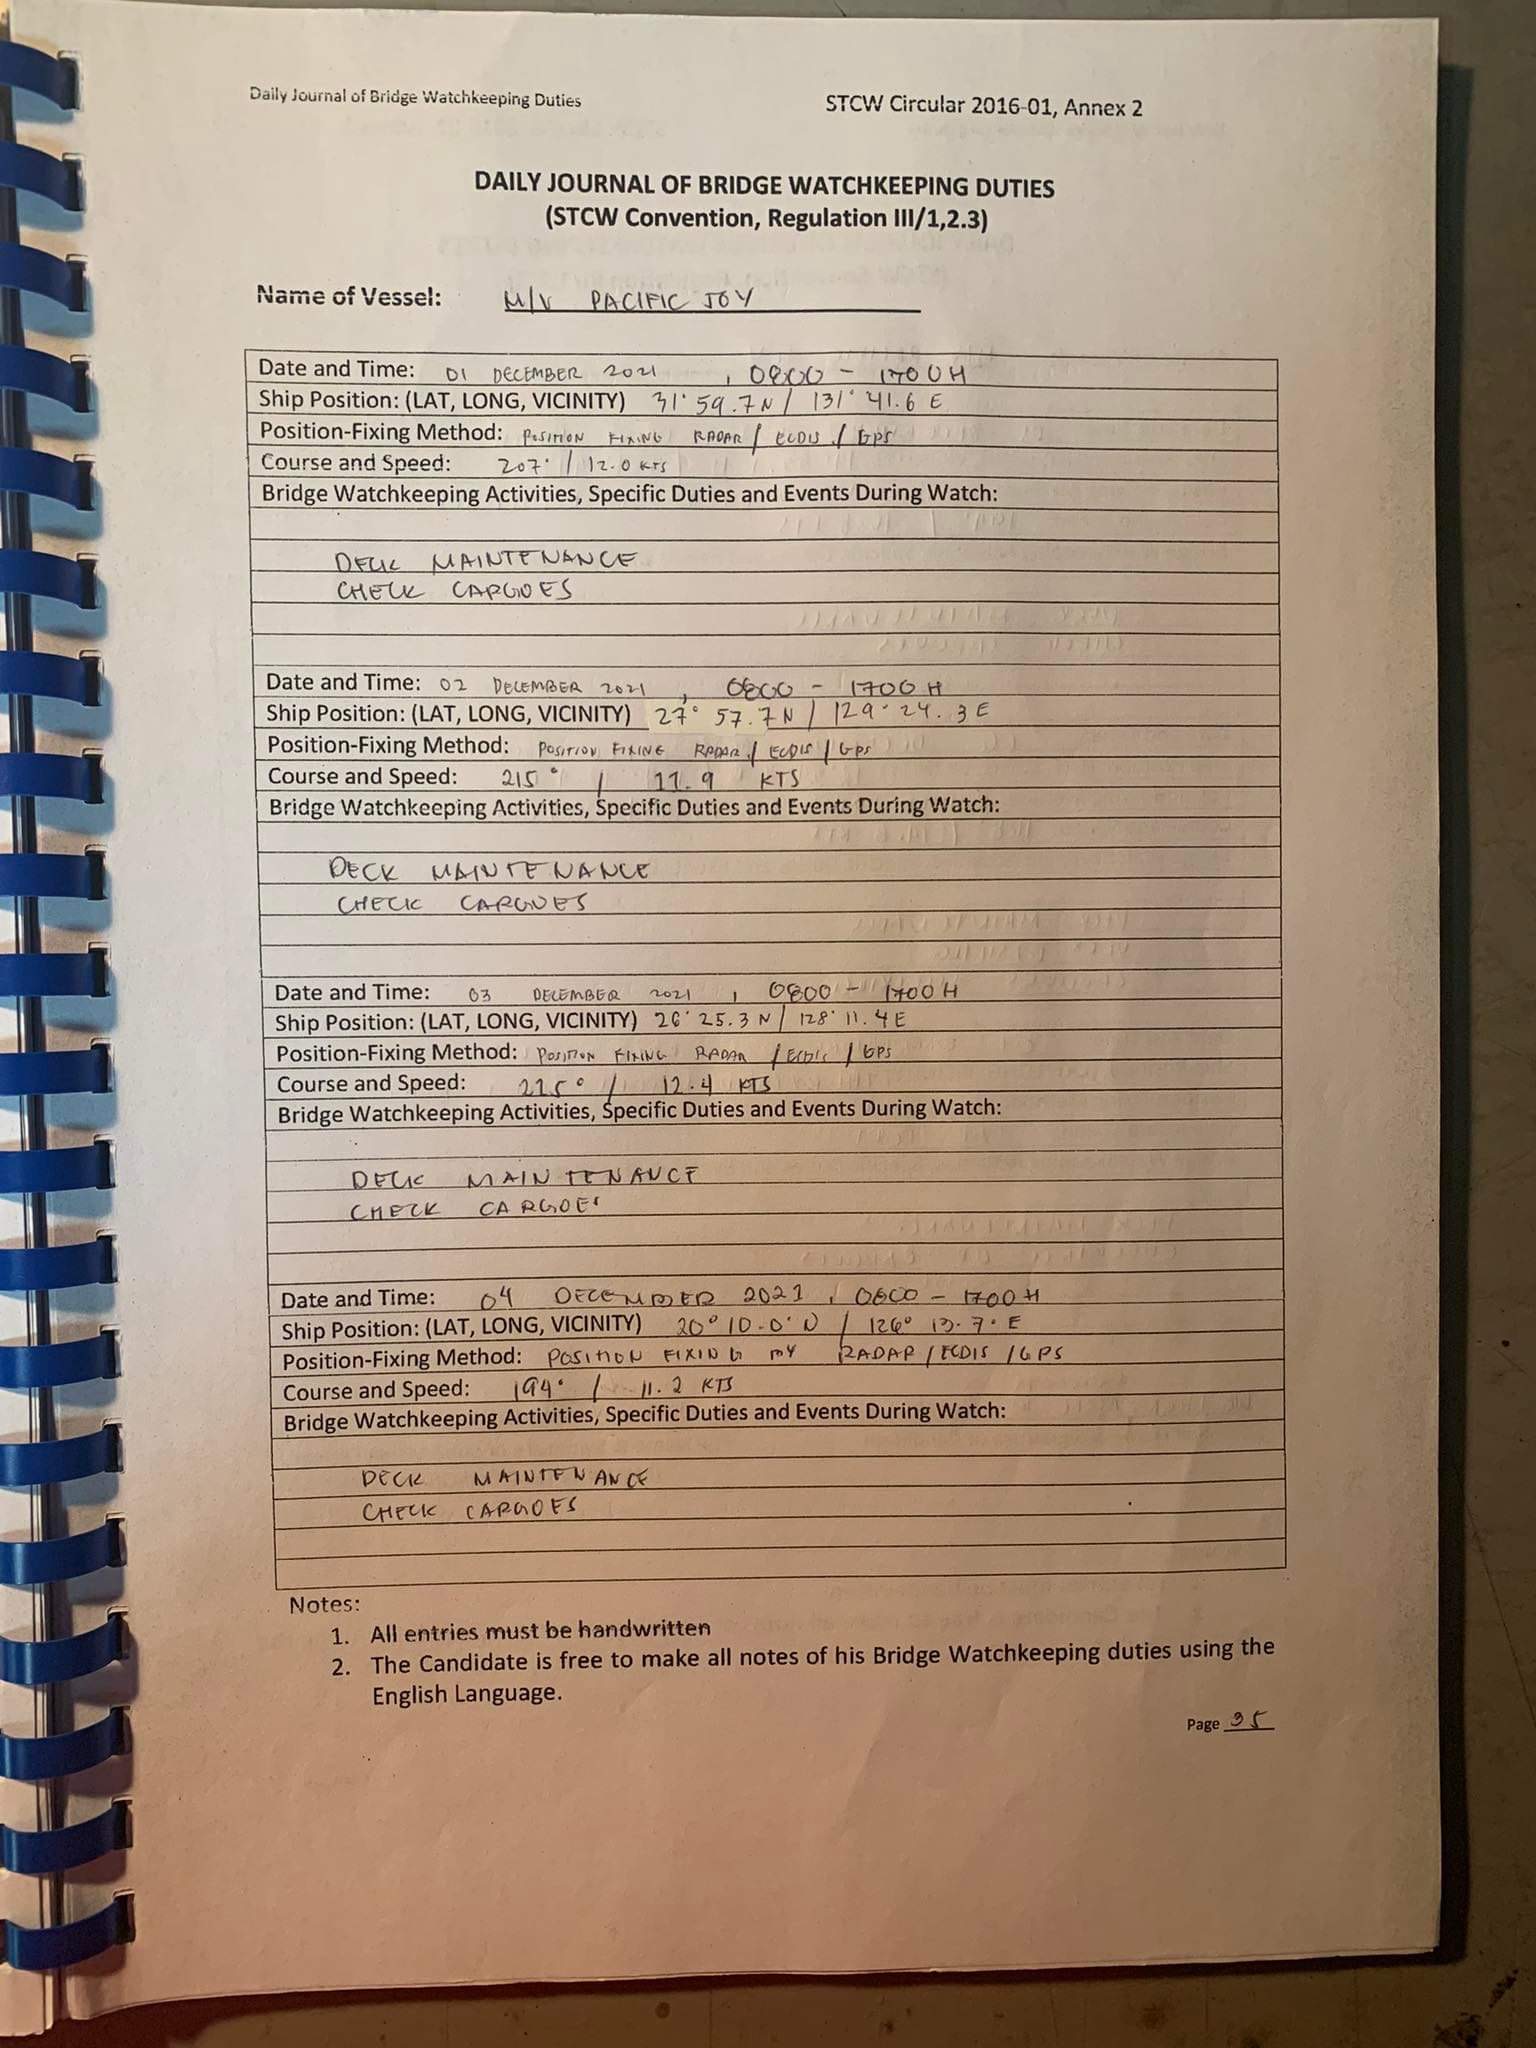 Daily Journal of Bridge Watchkeeping Duties
STCW Circular 2016-01, Annex 2
DAILY JOURNAL OF BRIDGE WATCHKEEPING DUTIES
(STCW Convention, Regulation III/1,2.3)
Name of Vessel: M/V PACIFIC JOY
Date and Time: 01 DECEMBER 2021 , 0800 - 1700H
Ship Position: (LAT, LONG, VICINITY) 31° 59.7 N / 131° 41.6 E
Position-Fixing Method: POSITION FIXING RADAR / ECDIS / GPS
Course and Speed: 207° / 12.0 KTS
Bridge Watchkeeping Activities, Specific Duties and Events During Watch:
DECK MAINTENANCE
CHECK CARGOES
Date and Time: 02 DECEMBER 2021 , 0800 - 1700H
Ship Position: (LAT, LONG, VICINITY) 27° 57.7 N / 129° 24.3 E
Position-Fixing Method: POSITION FIXING RADAR / ECDIS / GPS
Course and Speed: 215° / 11.9 KTS
Bridge Watchkeeping Activities, Specific Duties and Events During Watch:
DECK MAINTENANCE
CHECK CARGOES
Date and Time: 03 DECEMBER 2021 , 0800 - 1700H
Ship Position: (LAT, LONG, VICINITY) 26° 25.3 N / 128° 11.4 E
Position-Fixing Method: POSITION FIXING RADAR / ECDIS / GPS
Course and Speed: 225° / 12.4 KTS
Bridge Watchkeeping Activities, Specific Duties and Events During Watch:
DECK MAINTENANCE
CHECK CARGOES
Date and Time: 04 DECEMBER 2021 , 0800 - 1700H
Ship Position: (LAT, LONG, VICINITY) 20° 10.0' N / 126° 13.7° E
Position-Fixing Method: POSITION FIXING BY RADAR / ECDIS / GPS
Course and Speed: 194° / 11.2 KTS
Bridge Watchkeeping Activities, Specific Duties and Events During Watch:
DECK MAINTENANCE
CHECK CARGOES
Notes:
1. All entries must be handwritten
2. The Candidate is free to make all notes of his Bridge Watchkeeping duties using the
English Language.
Page 35